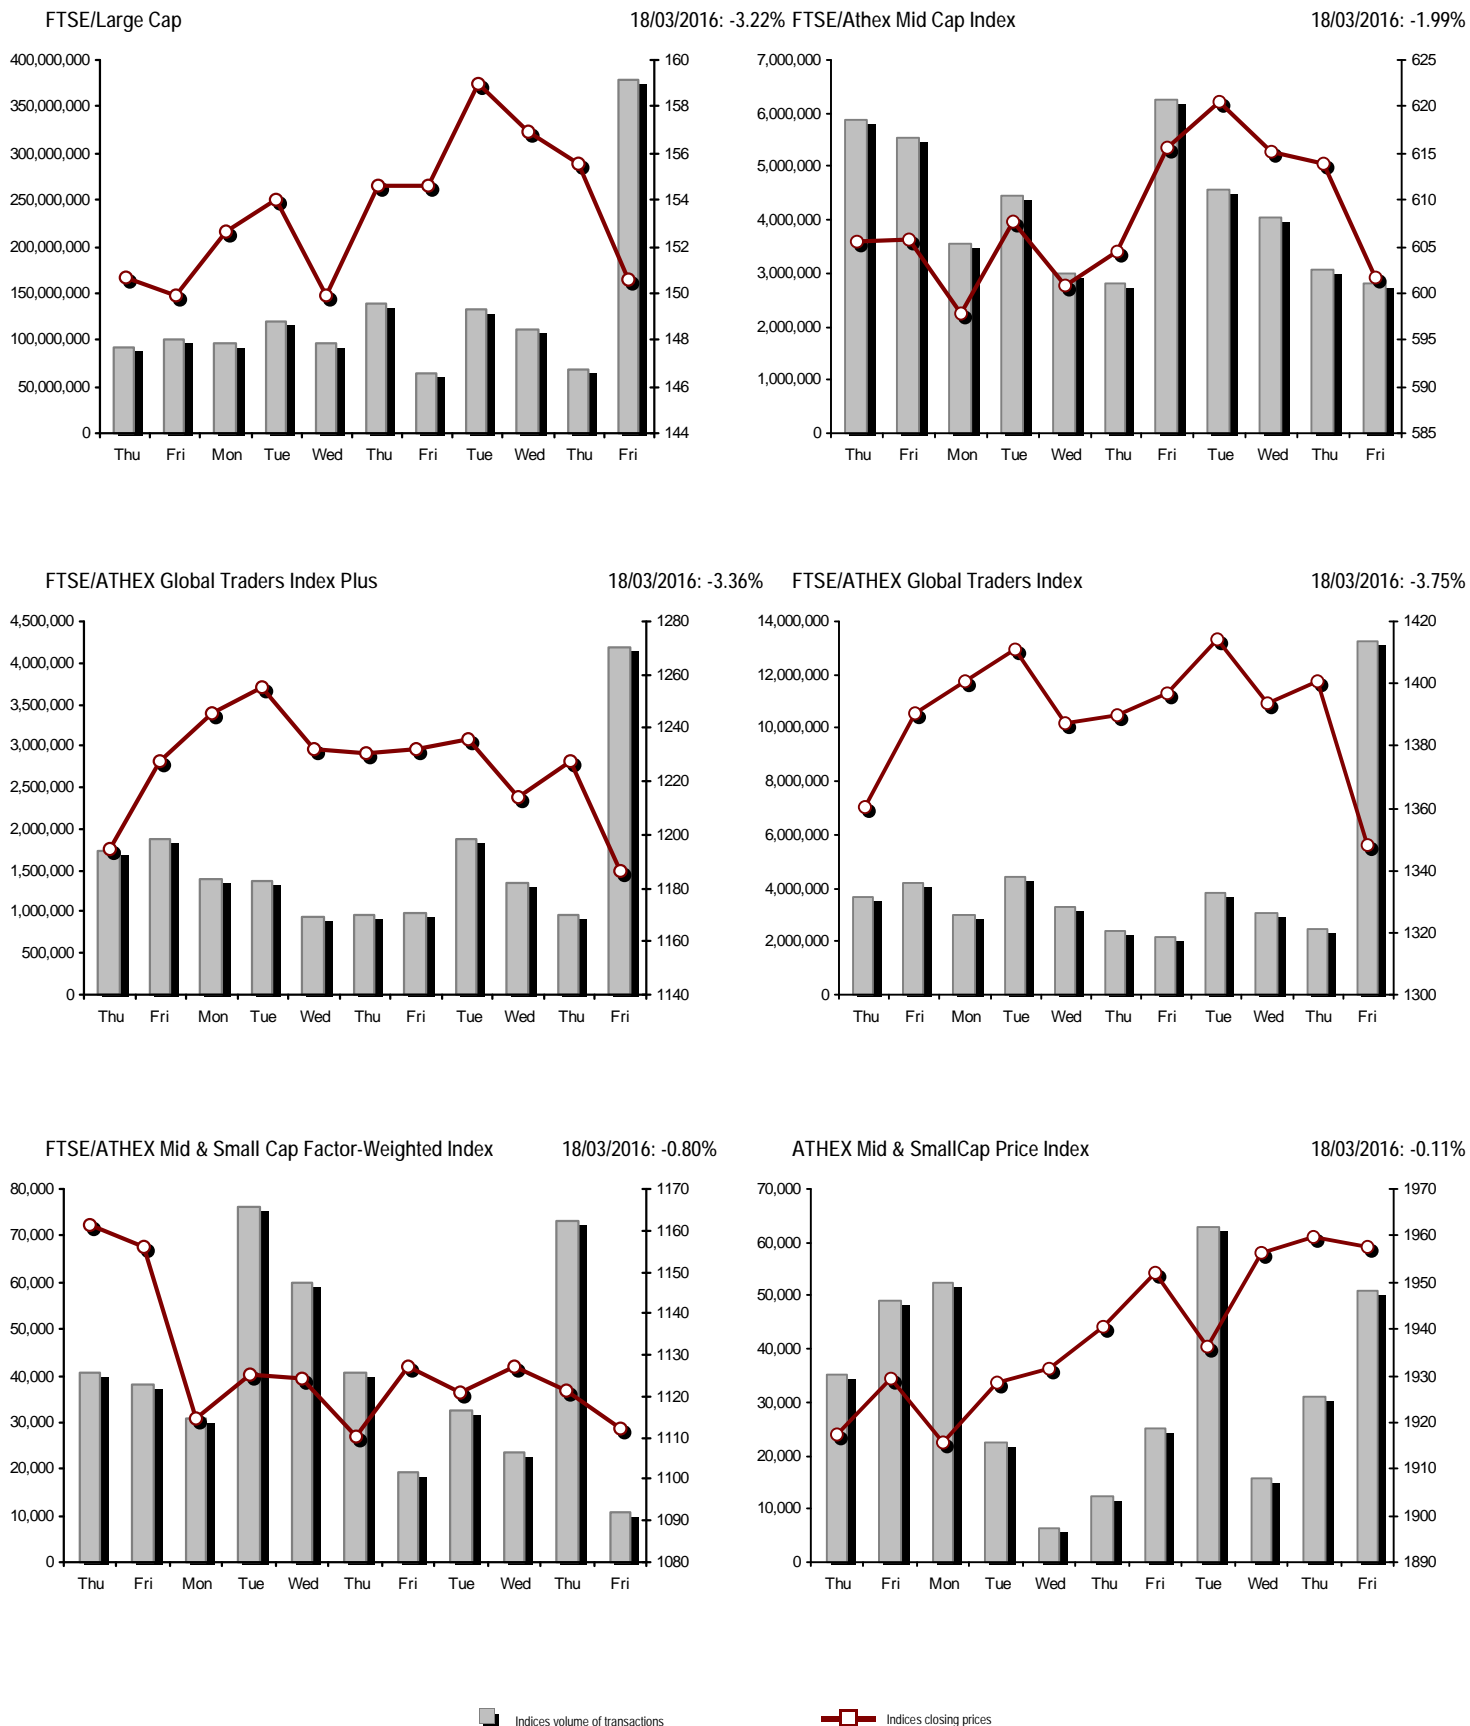 FTSE/Large Cap 18/03/2016: -3.22% FTSE/Athex Mid Cap Index 18/03/2016: -1.99%
400,000,000 160 7,000,000 625
350,000,000 158 6,000,000 620
300,000,000 156 5,000,000 615
250,000,000 154 4,000,000 610
200,000,000 152 3,000,000 605
150,000,000 150 2,000,000 600
100,000,000 148 1,000,000 595
50,000,000 146 590
0 144 0 585
Thu Fri Mon Tue Wed Thu Fri Tue Wed Thu Fri Thu Fri Mon Tue Wed Thu Fri Tue Wed Thu Fri
FTSE/ATHEX Global Traders Index Plus 18/03/2016: -3.36% FTSE/ATHEX Global Traders Index 18/03/2016: -3.75%
4,500,000 1280 14,000,000 1420
4,000,000 1260 12,000,000 1400
3,500,000 1240 10,000,000 1380
3,000,000 1220 8,000,000 1360
2,500,000 1200 6,000,000 1340
2,000,000 1180 4,000,000 1320
1,500,000 1160 2,000,000
1,000,000
500,000
0 1140 0 1300
Thu Fri Mon Tue Wed Thu Fri Tue Wed Thu Fri Thu Fri Mon Tue Wed Thu Fri Tue Wed Thu Fri
FTSE/ATHEX Mid & Small Cap Factor-Weighted Index 18/03/2016: -0.80% ATHEX Mid & SmallCap Price Index 18/03/2016: -0.11%
80,000 1170 70,000 1970
70,000 1160 60,000 1960
60,000 1150 50,000 1950
50,000 1140 40,000 1940
40,000 1130 30,000 1930
30,000 1120 20,000 1920
20,000 1110 10,000 1910
10,000 1100 1900
1090
0 1080 0 1890
Thu Fri Mon Tue Wed Thu Fri Tue Wed Thu Fri Thu Fri Mon Tue Wed Thu Fri Tue Wed Thu Fri
Indices volume of transactions Indices closing prices